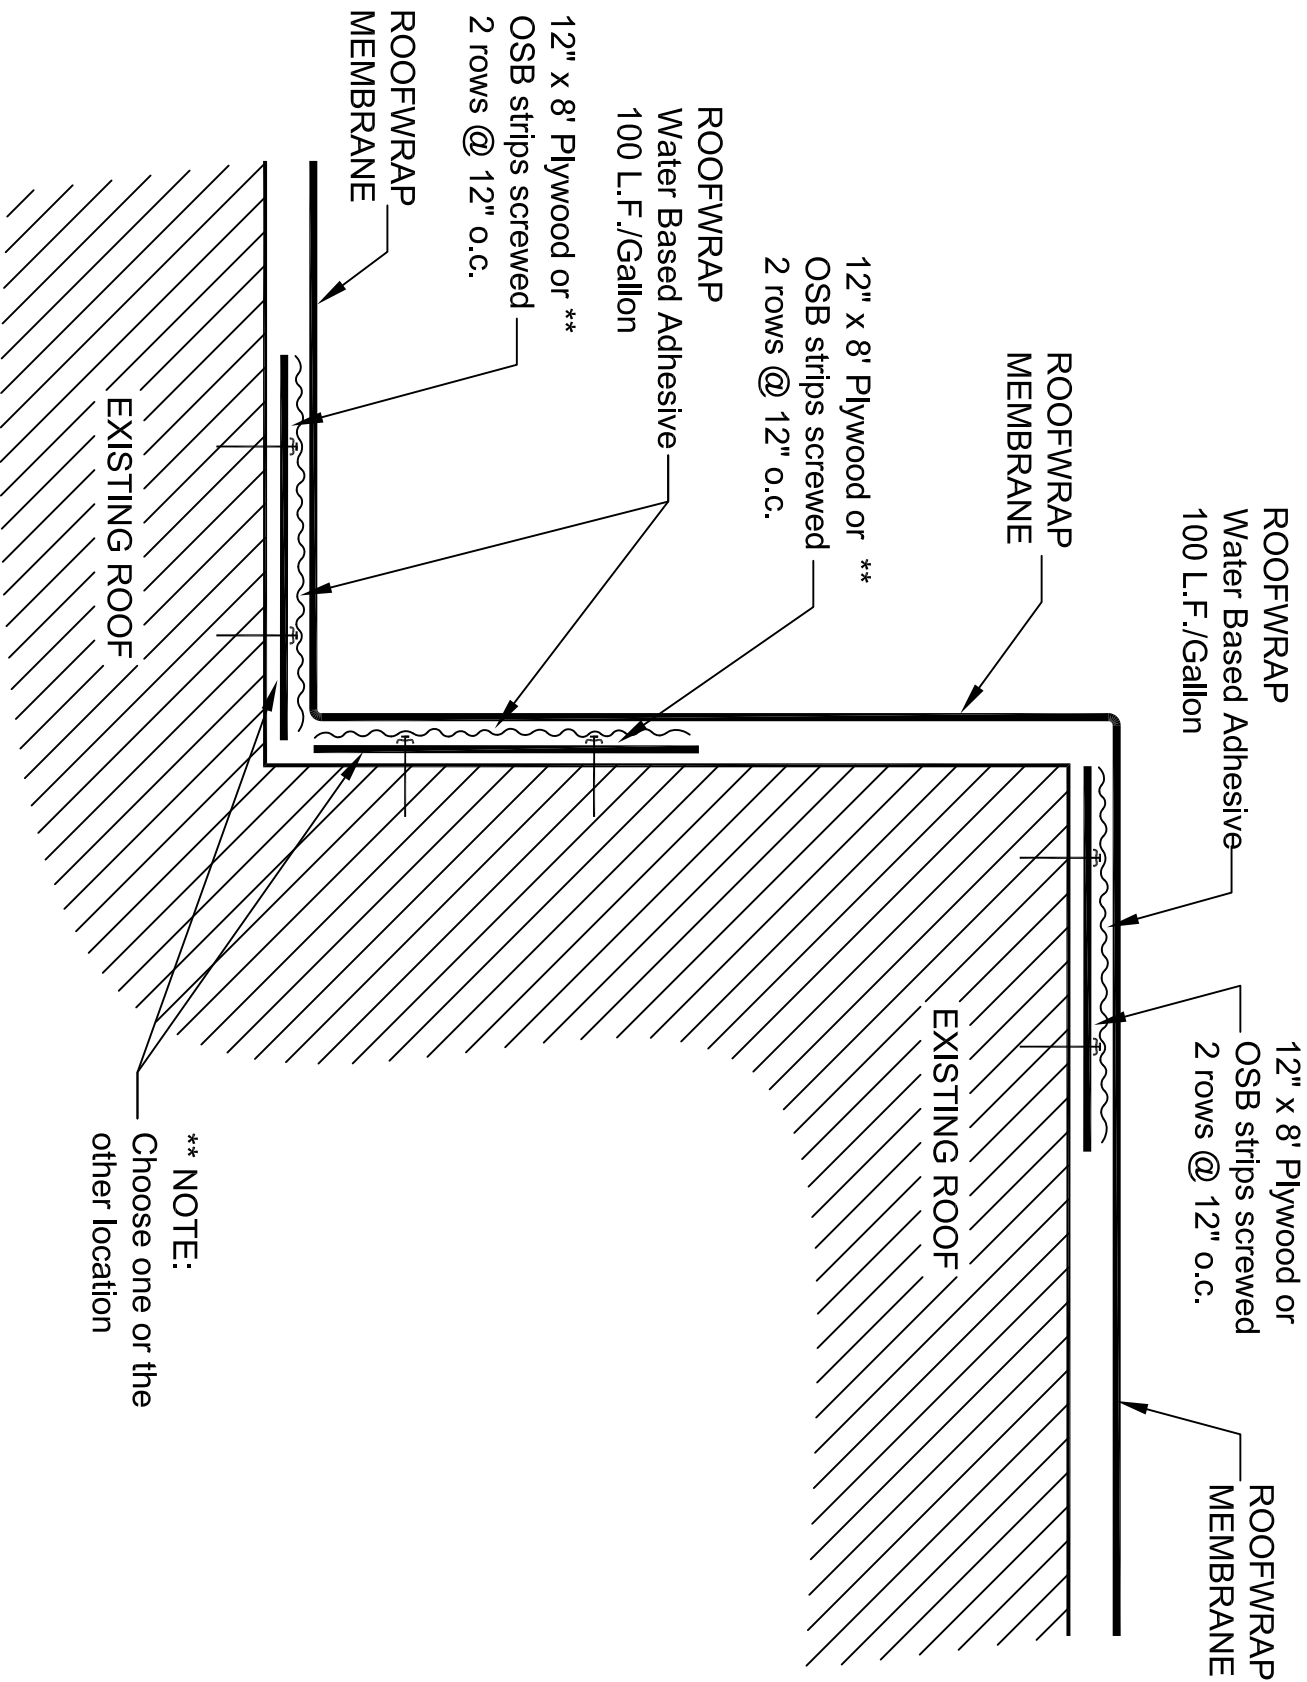 ROOFWRAP
Water Based Adhesive
100 L.F./Gallon
12" x 8' Plywood or
OSB strips screwed
2 rows @ 12" o.c.
ROOFWRAP
MEMBRANE
ROOFWRAP
MEMBRANE
12" x 8' Plywood or **
OSB strips screwed
2 rows @ 12" o.c.
ROOFWRAP
Water Based Adhesive
100 L.F./Gallon
12" x 8' Plywood or **
OSB strips screwed
2 rows @ 12" o.c.
ROOFWRAP
MEMBRANE
EXISTING ROOF
EXISTING ROOF
** NOTE:
Choose one or the
other location